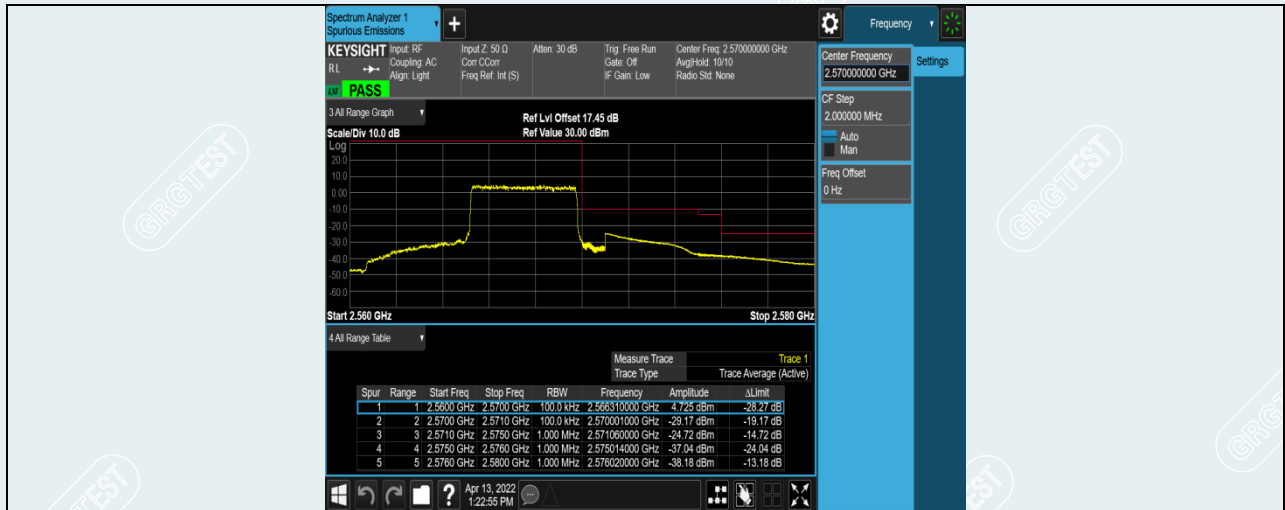 Spectrum Analyzer 1
Spurious Emissions
Frequency
KEYSIGHT
Input: RF
Input Z: 50 Ω
Atten: 30 dB
Trig: Free Run
Center Freq: 2.570000000 GHz
RL
Coupling: AC
Corr CCorr
Gate: Off
Avg|Hold: 10/10
Align: Light
Freq Ref: Int (S)
IF Gain: Low
Radio Std: None
PASS
Center Frequency
2.570000000 GHz
Settings
CF Step
2.000000 MHz
Auto
Man
Freq Offset
0 Hz
3 All Range Graph
Ref Lvl Offset 17.45 dB
Scale/Div 10.0 dB
Ref Value 30.00 dBm
Log
20.0
10.0
0.00
-10.0
-20.0
-30.0
-40.0
-50.0
-60.0
Start 2.560 GHz
Stop 2.580 GHz
4 All Range Table
Measure Trace Trace 1
Trace Type Trace Average (Active)
Spur Range Start Freq Stop Freq RBW Frequency Amplitude ΔLimit
1 1 2.5600 GHz 2.5700 GHz 100.0 kHz 2.566310000 GHz 4.725 dBm -28.27 dB
2 2 2.5700 GHz 2.5710 GHz 100.0 kHz 2.570001000 GHz -29.17 dBm -19.17 dB
3 3 2.5710 GHz 2.5750 GHz 1.000 MHz 2.571060000 GHz -24.72 dBm -14.72 dB
4 4 2.5750 GHz 2.5760 GHz 1.000 MHz 2.575014000 GHz -37.04 dBm -24.04 dB
5 5 2.5760 GHz 2.5800 GHz 1.000 MHz 2.576020000 GHz -38.18 dBm -13.18 dB
Apr 13, 2022
1:22:55 PM
GRGTEST
GRGTEST
GRGTEST
GRGTEST
GRGTEST